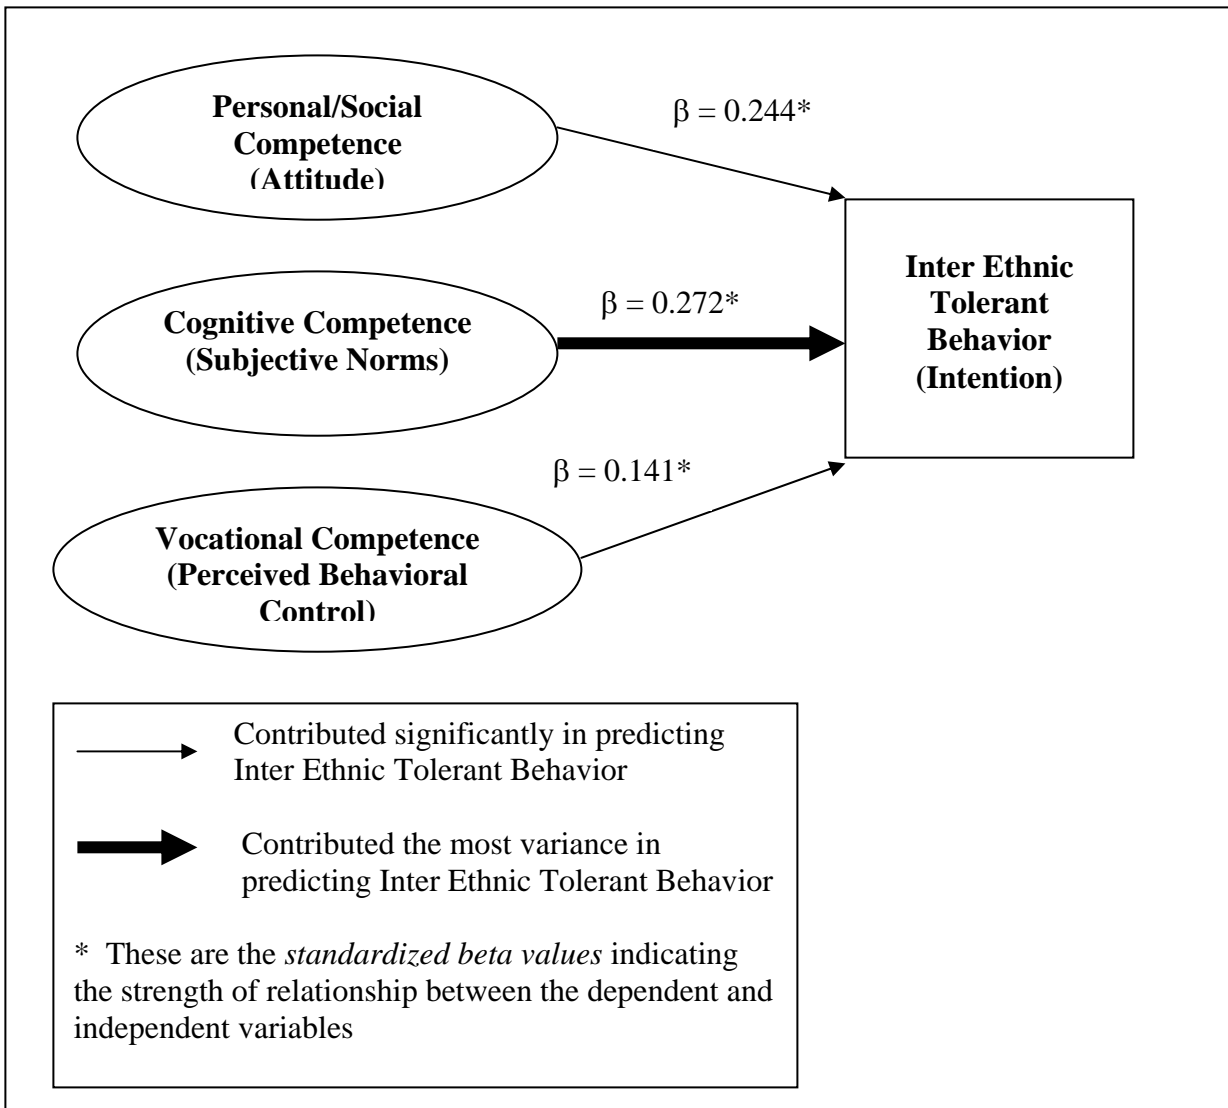 Personal/Social
Competence
(Attitude)
β = 0.244*
Cognitive Competence
(Subjective Norms)
β = 0.272*
Inter Ethnic
Tolerant
Behavior
(Intention)
β = 0.141*
Vocational Competence
(Perceived Behavioral
Control)
Contributed significantly in predicting
Inter Ethnic Tolerant Behavior
Contributed the most variance in
predicting Inter Ethnic Tolerant Behavior
* These are the standardized beta values indicating
the strength of relationship between the dependent and
independent variables